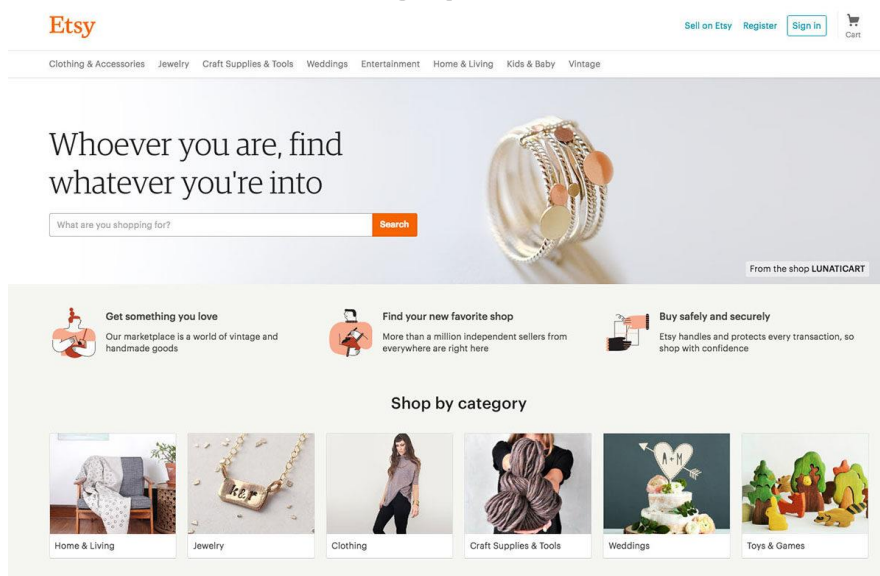 Etsy
Sell on Etsy Register Sign in
Cart
Clothing & Accessories Jewelry Craft Supplies & Tools Weddings Entertainment Home & Living Kids & Baby Vintage
Whoever you are, find
whatever you're into
What are you shopping for? Search
From the shop LUNATICART
Get something you love
Our marketplace is a world of vintage and
handmade goods
Find your new favorite shop
More than a million independent sellers from
everywhere are right here
Buy safely and securely
Etsy handles and protects every transaction, so
shop with confidence
Shop by category
k&r
A+M
Home & Living
Jewelry
Clothing
Craft Supplies & Tools
Weddings
Toys & Games